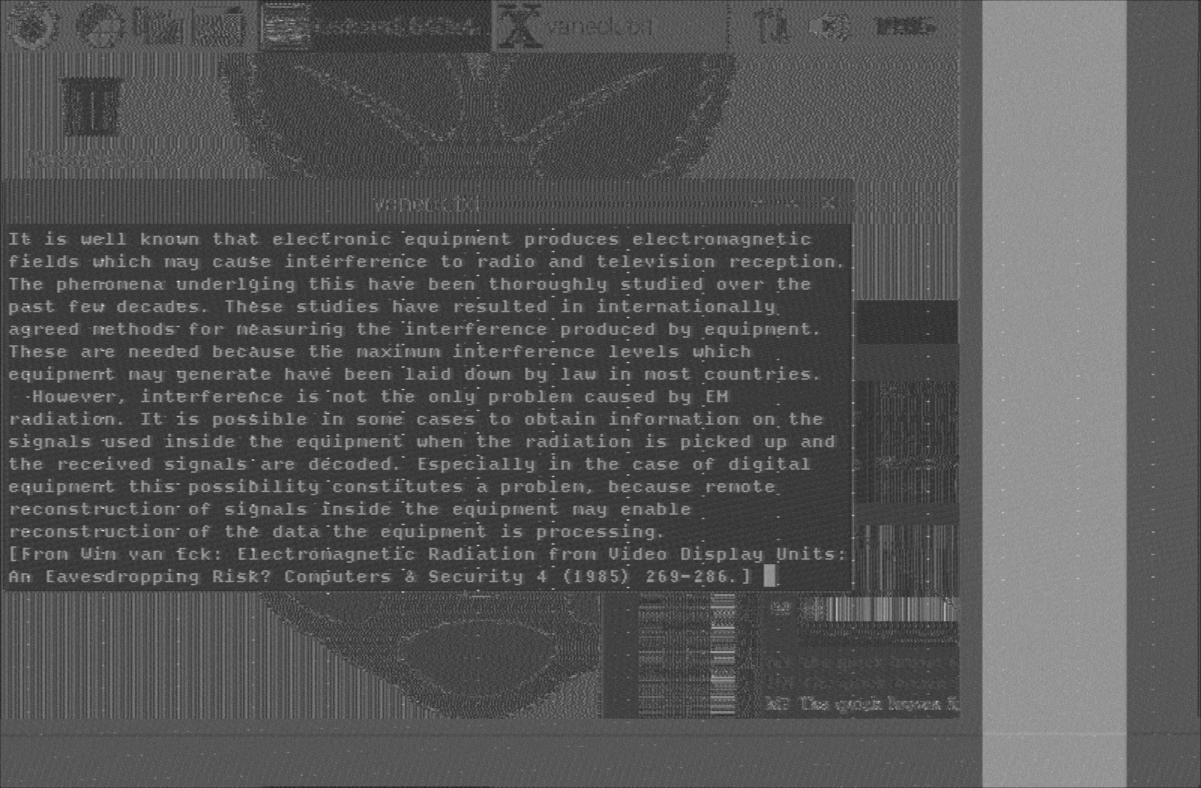 vaneck.txt
vaneck.txt
It is well known that electronic equipment produces electromagnetic
fields which may cause interference to radio and television reception.
The phenomena underlging this have been thoroughly studied over the
past few decades. These studies have resulted in internationally
agreed methods for measuring the interference produced by equipment.
These are needed because the maximum interference levels which
equipment may generate have been laid down by law in most countries.
However, interference is not the only problem caused by EM
radiation. It is possible in some cases to obtain information on the
signals used inside the equipment when the radiation is picked up and
the received signals are decoded. Especially in the case of digital
equipment this possibility constitutes a problem, because remote
reconstruction of signals inside the equipment may enable
reconstruction of the data the equipment is processing.
[From Wim van Eck: Electromagnetic Radiation from Video Display Units:
An Eavesdropping Risk? Computers & Security 4 (1985) 269-286.]
The quick brown